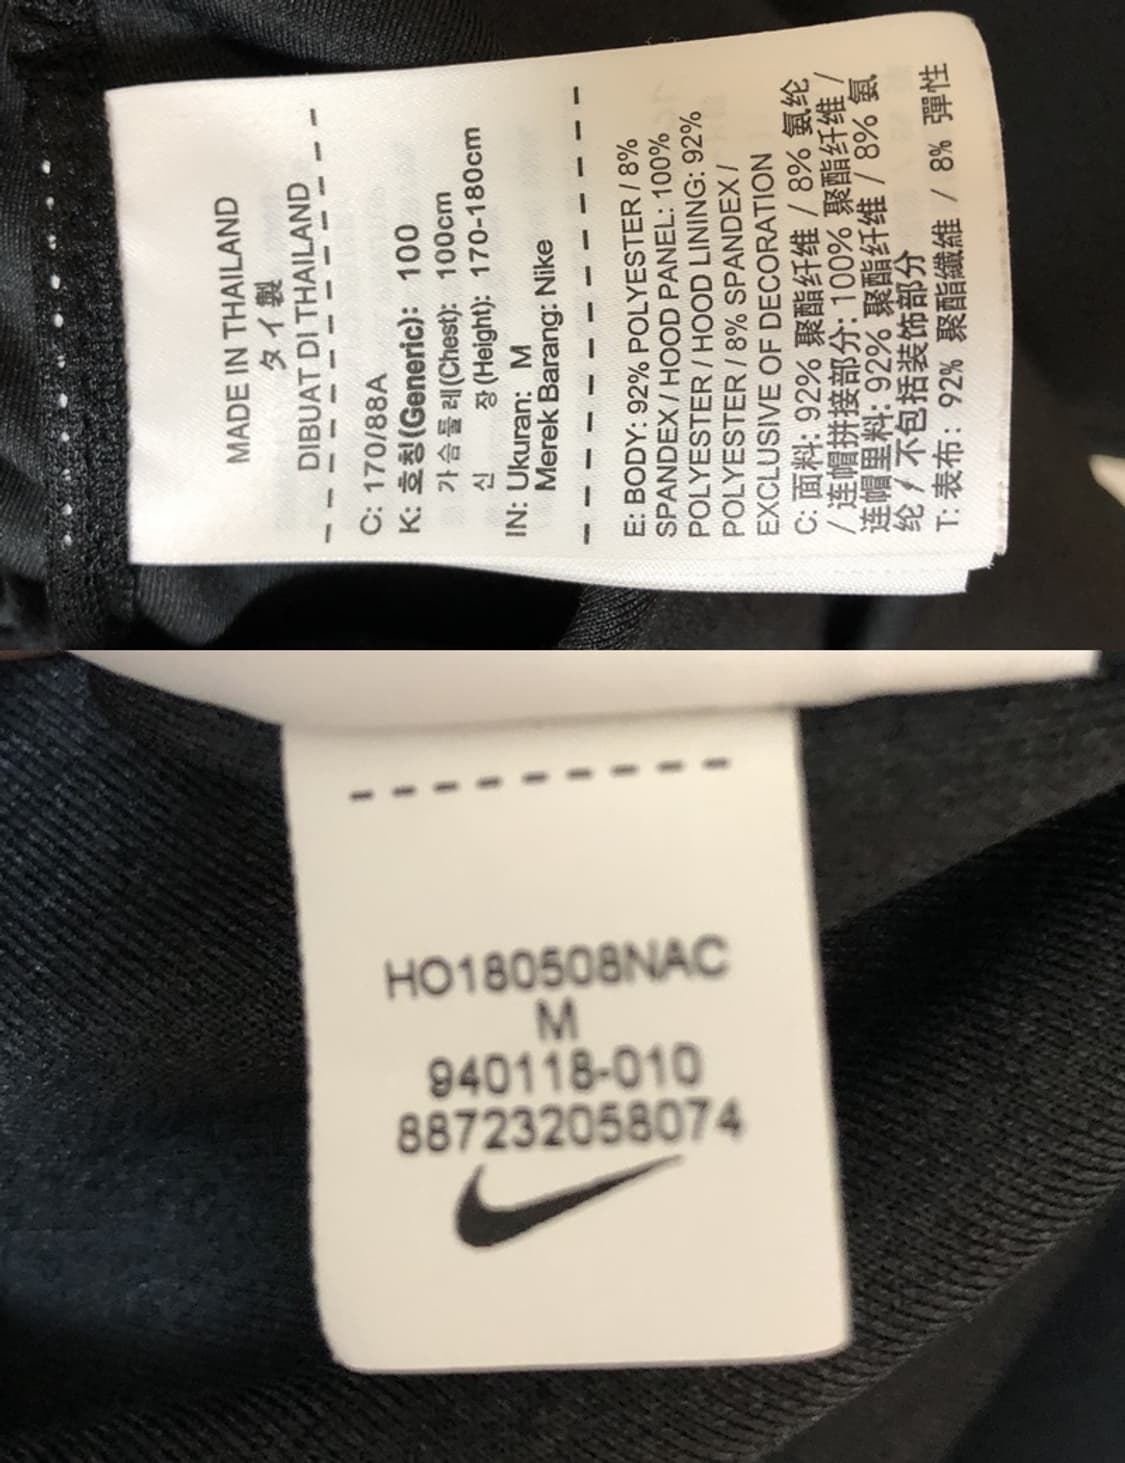 MADE IN THAILAND
タイ製
DIBUAT DI THAILAND
C: 170/88A
K: 호칭(Generic): 100
가슴둘레(Chest): 100cm
신 장(Height): 170-180cm
IN: Ukuran: M
Merek Barang: Nike
E: BODY: 92% POLYESTER / 8%
SPANDEX / HOOD PANEL: 100%
POLYESTER / HOOD LINING: 92%
POLYESTER / 8% SPANDEX /
EXCLUSIVE OF DECORATION
C: 面料: 92% 聚酯纤维 / 8% 氨纶
/ 连帽拼接部分: 100% 聚酯纤维 /
连帽里料: 92% 聚酯纤维 / 8% 氨
纶 / 不包括装饰部分
T: 表布: 92% 聚酯纖維 / 8% 彈性
HO180508NAC
M
940118-010
887232058074